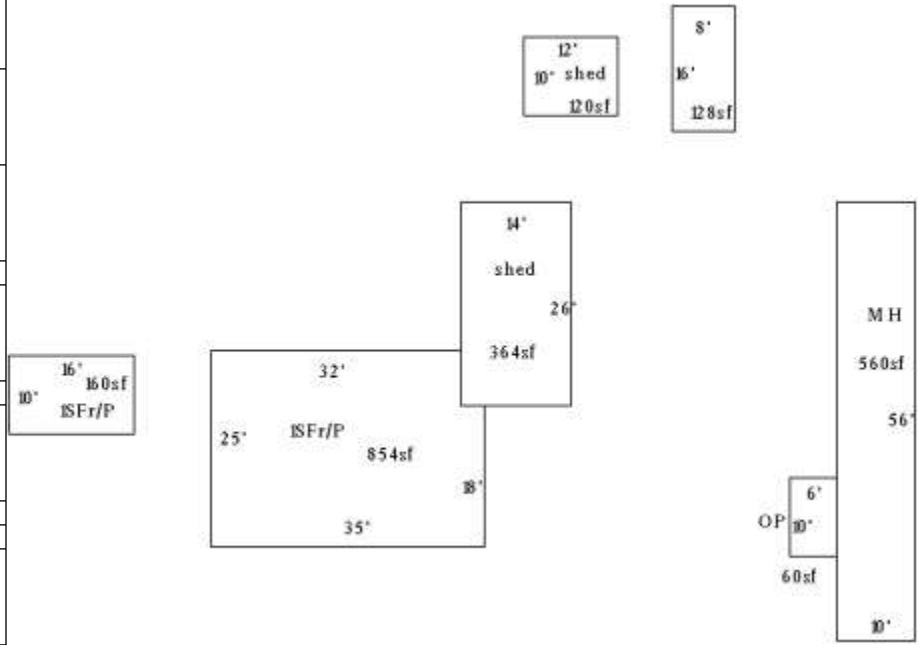 8'
16'
128sf
12'
10' shed
120sf
14'
shed
26'
364sf
16'
160sf
10'
1SFr/P
32'
25'
1SFr/P
854sf
18'
35'
MH
560sf
56'
6'
OP 10'
60sf
10'